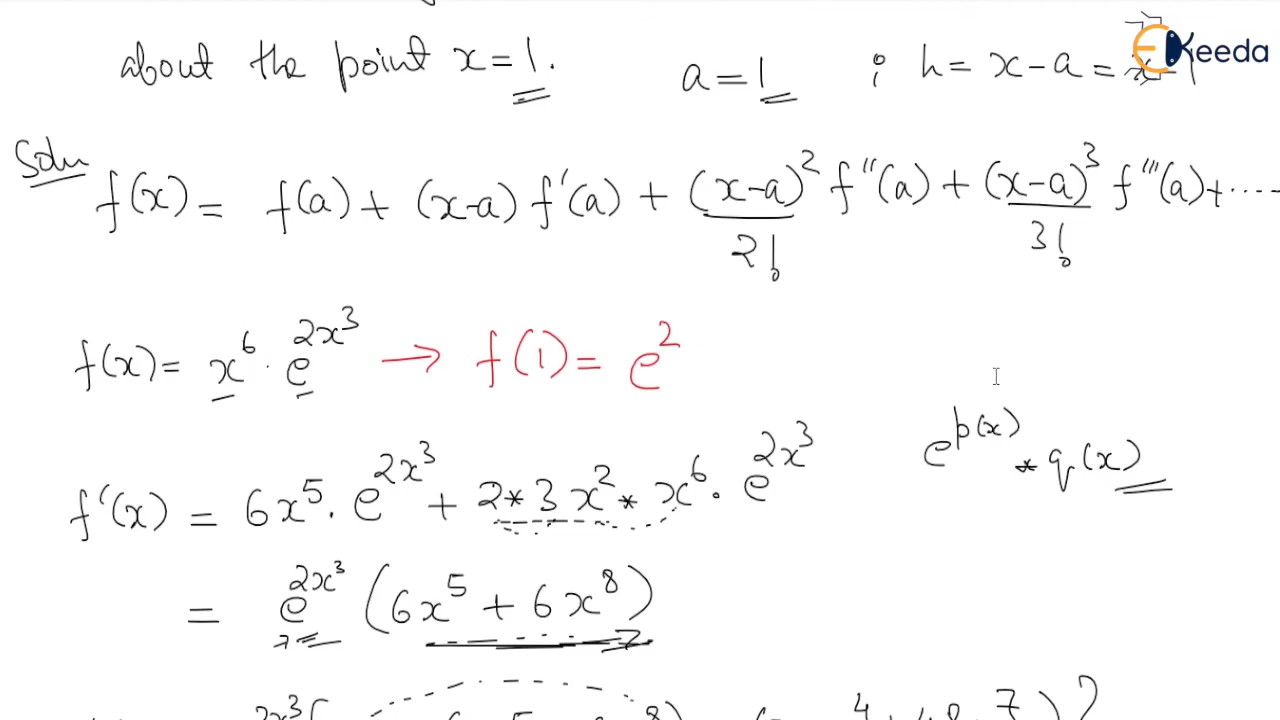 about the point x = 1. a = 1 ; h = x-a = x-1
EKeeda
Soln
f(x) = f(a) + (x-a) f'(a) + (x-a)²/2! f''(a) + (x-a)³/3! f'''(a) + ....
f(x) = x⁶ · e^(2x³) → f(1) = e²
e^(p(x)) * q(x)
f'(x) = 6x⁵ · e^(2x³) + 2*3x² * x⁶ · e^(2x³)
= e^(2x³) (6x⁵ + 6x⁸)